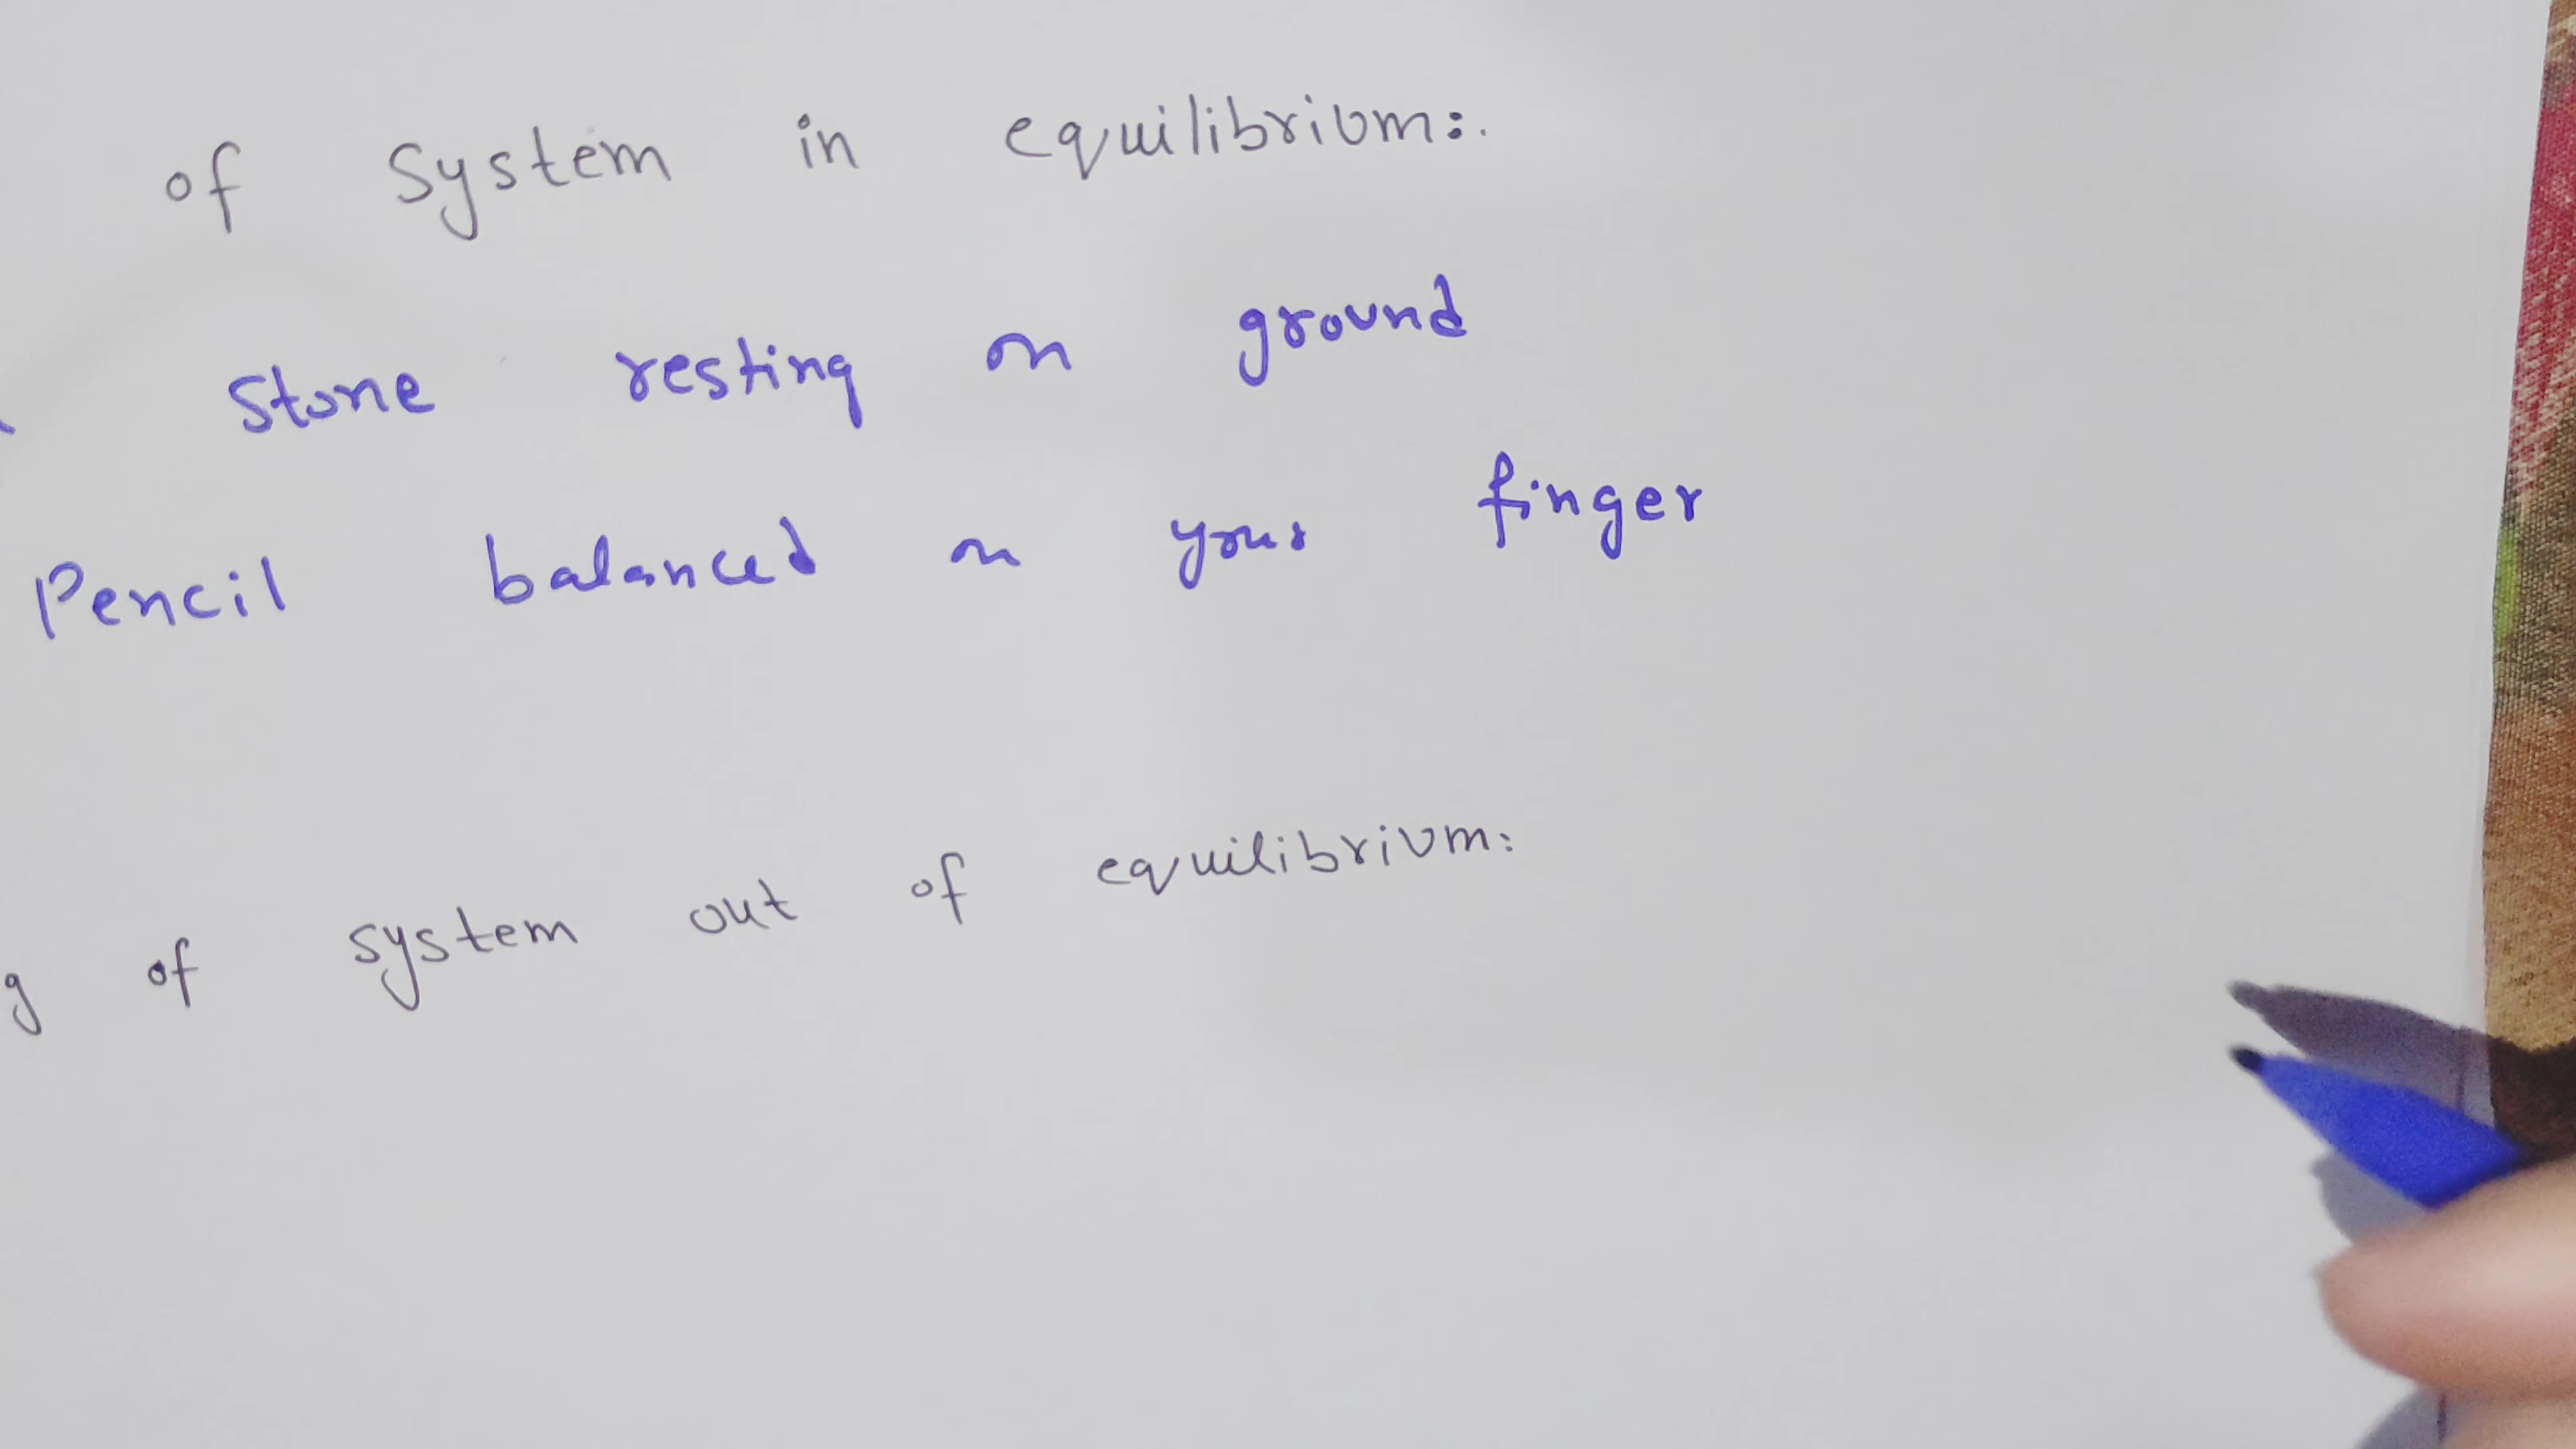 of System in equilibrium:.
Stone resting on ground
Pencil balanced on your finger
g of system out of equilibrium: